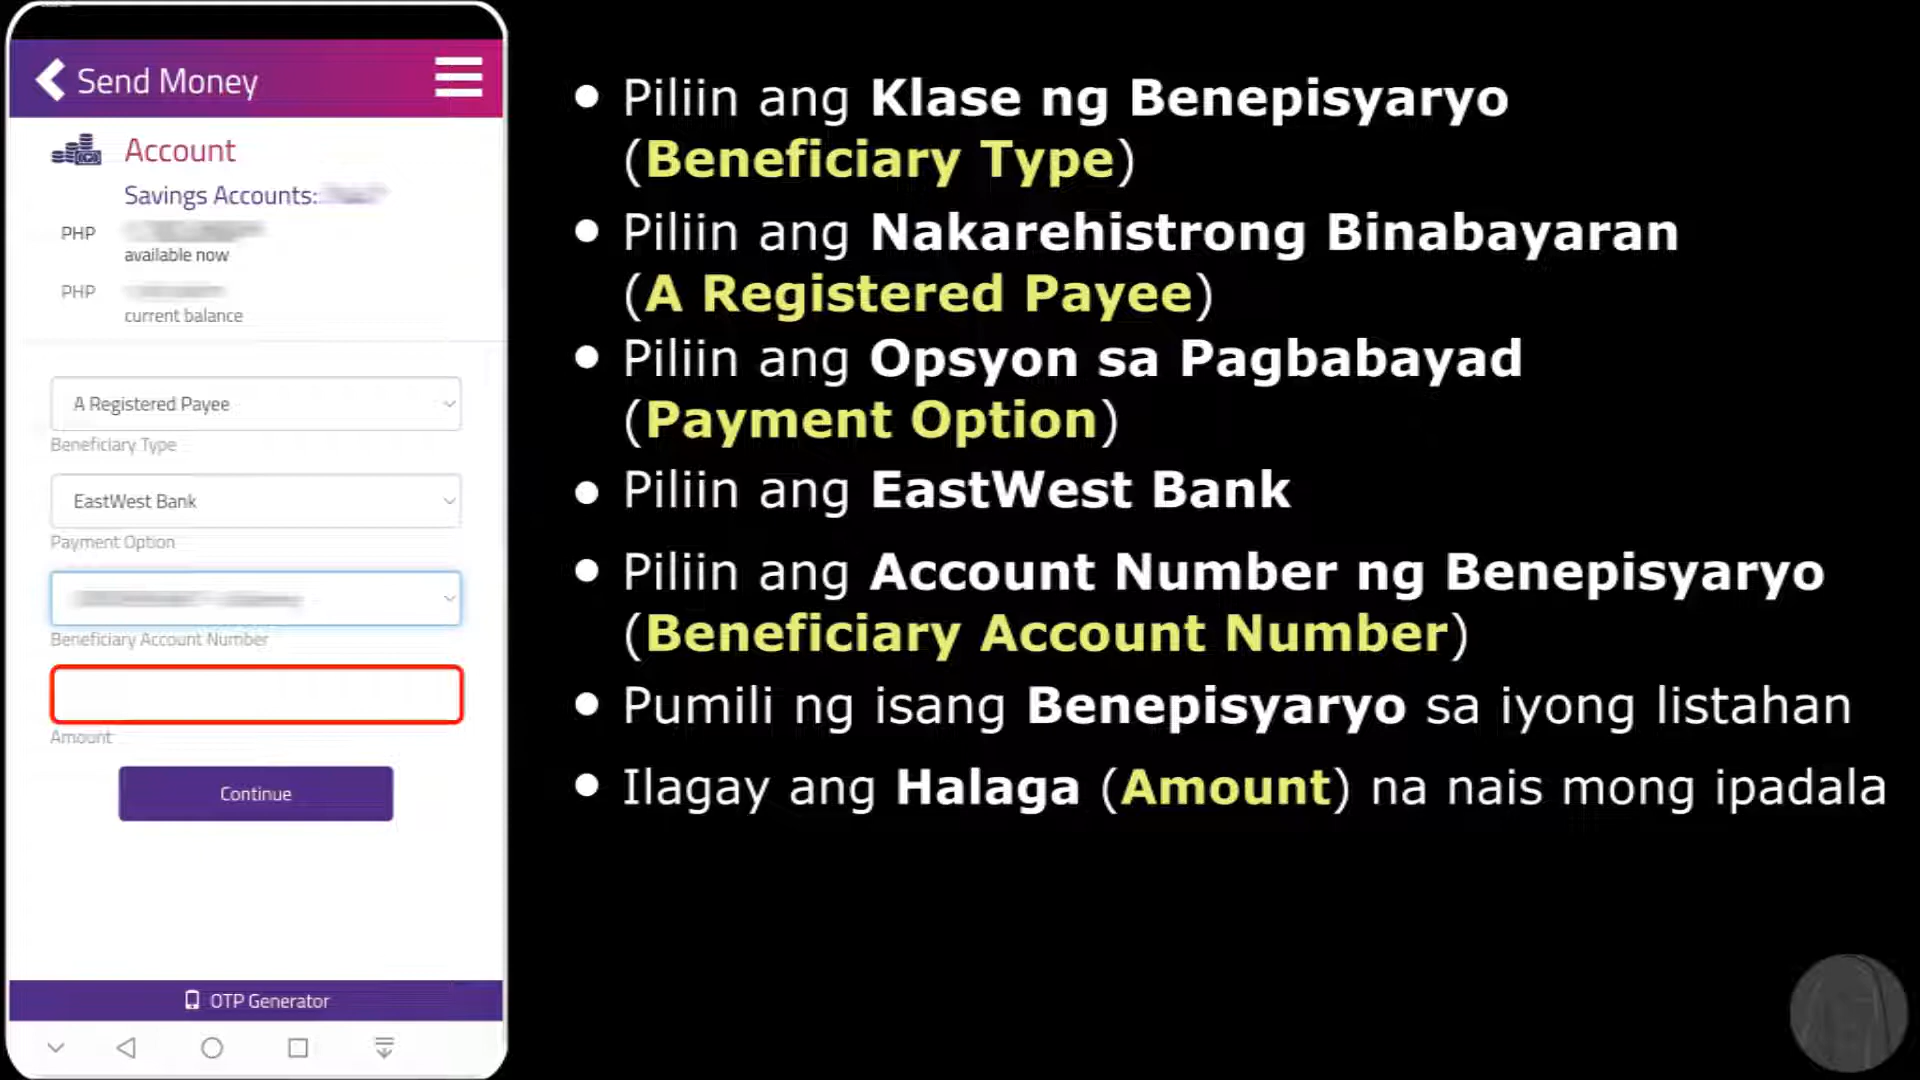 Send Money
Account
Savings Accounts:
PHP
available now
PHP
current balance
A Registered Payee
Beneficiary Type
EastWest Bank
Payment Option
Beneficiary Account Number
Amount
Continue
OTP Generator
• Piliin ang Klase ng Benepisyaryo
(Beneficiary Type)
• Piliin ang Nakarehistrong Binabayaran
(A Registered Payee)
• Piliin ang Opsyon sa Pagbabayad
(Payment Option)
• Piliin ang EastWest Bank
• Piliin ang Account Number ng Benepisyaryo
(Beneficiary Account Number)
• Pumili ng isang Benepisyaryo sa iyong listahan
• Ilagay ang Halaga (Amount) na nais mong ipadala